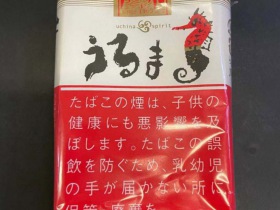 uchina spirit
うるま
たばこの煙は、子供の
健康にも悪影響を及
ぼします。たばこの誤
飲を防ぐため、乳幼児
の手が届かない所に